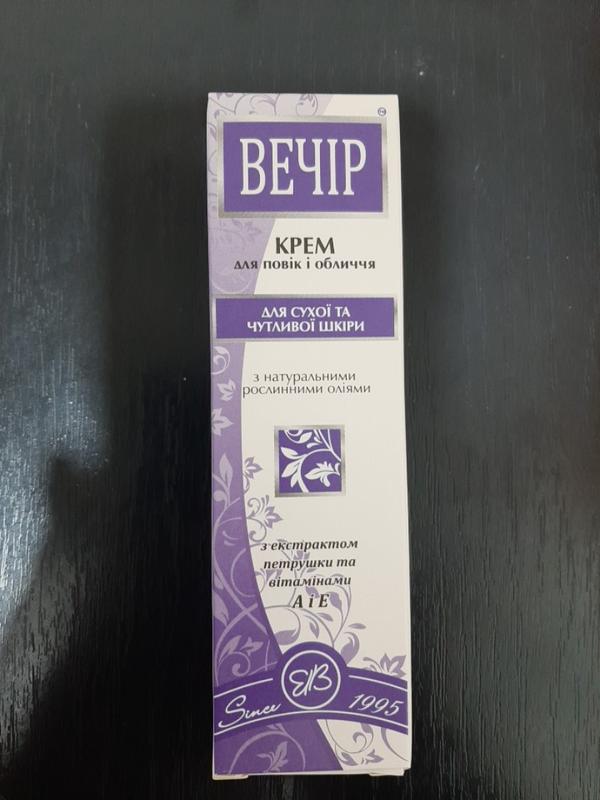 ВЕЧІР
КРЕМ
для повік і обличчя
ДЛЯ СУХОЇ ТА
ЧУТЛИВОЇ ШКІРИ
з натуральними
рослинними оліями
з екстрактом
петрушки та
вітамінами
А і Е
Since 1995